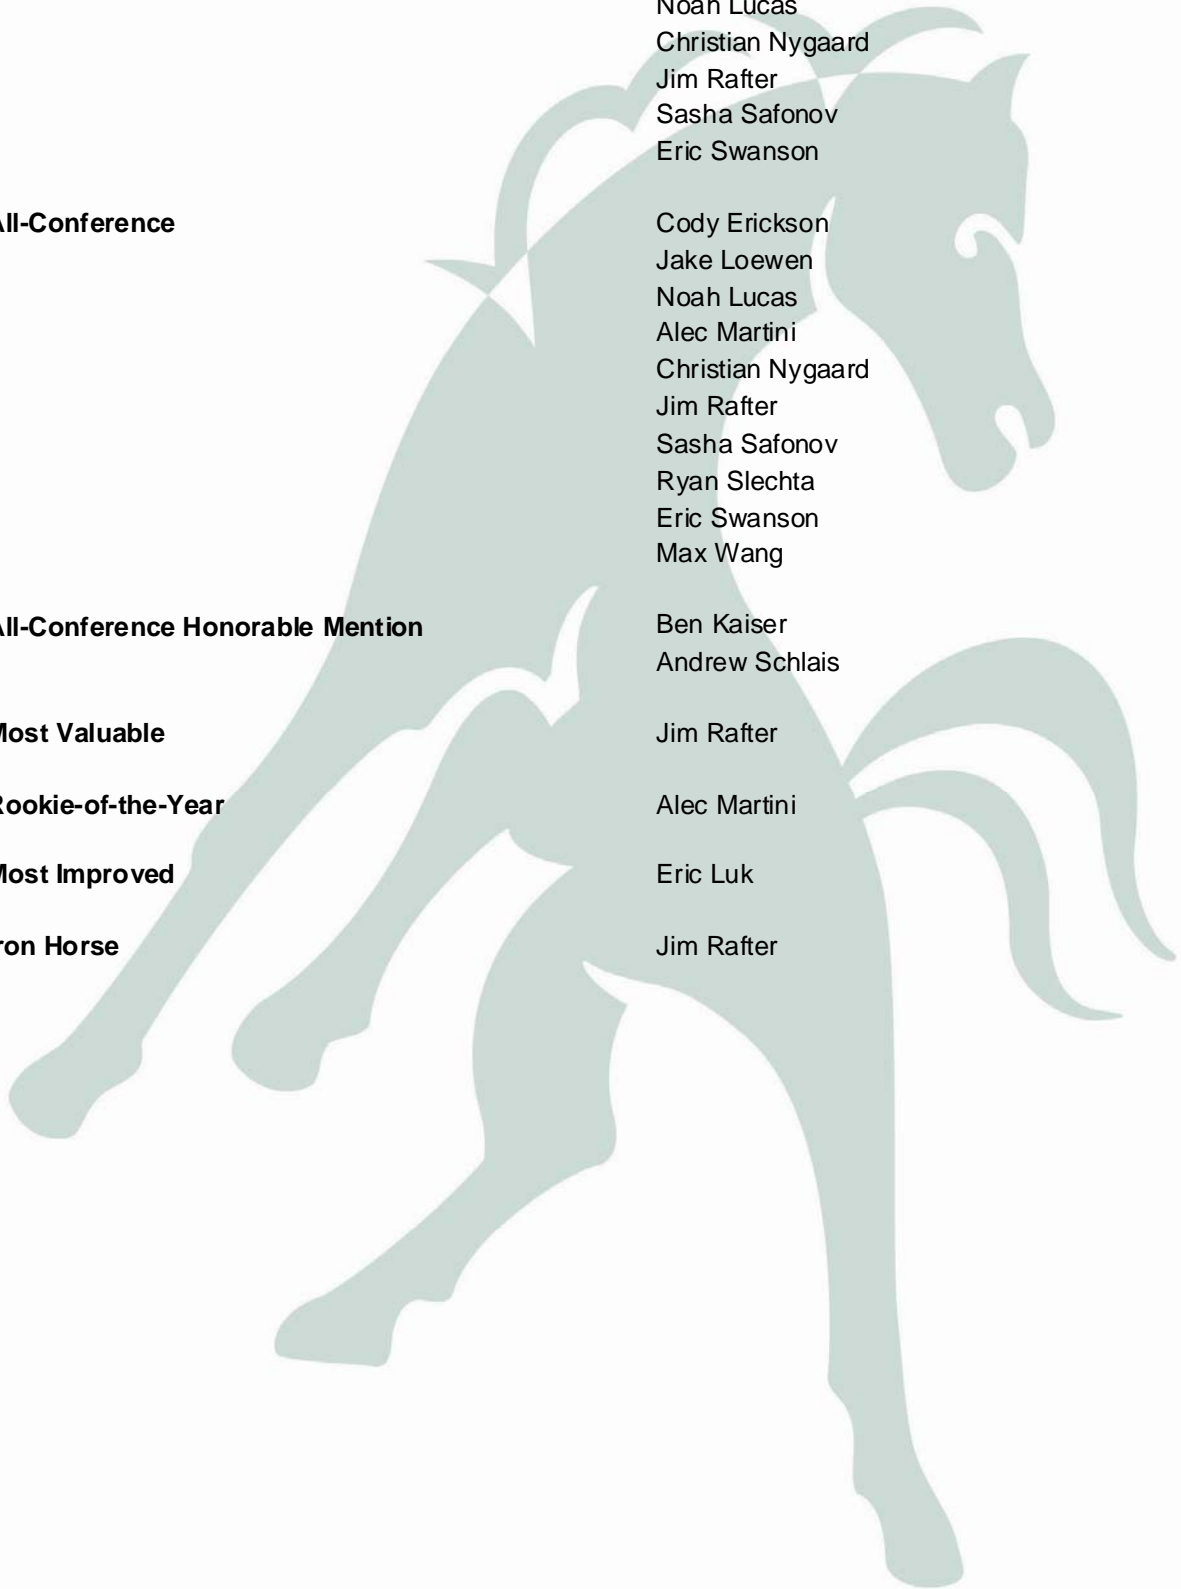 Noah Lucas
Christian Nygaard
Jim Rafter
Sasha Safonov
Eric Swanson
All-Conference Cody Erickson
Jake Loewen
Noah Lucas
Alec Martini
Christian Nygaard
Jim Rafter
Sasha Safonov
Ryan Slechta
Eric Swanson
Max Wang
All-Conference Honorable Mention Ben Kaiser
Andrew Schlais
Most Valuable Jim Rafter
Rookie-of-the-Year Alec Martini
Most Improved Eric Luk
Iron Horse Jim Rafter